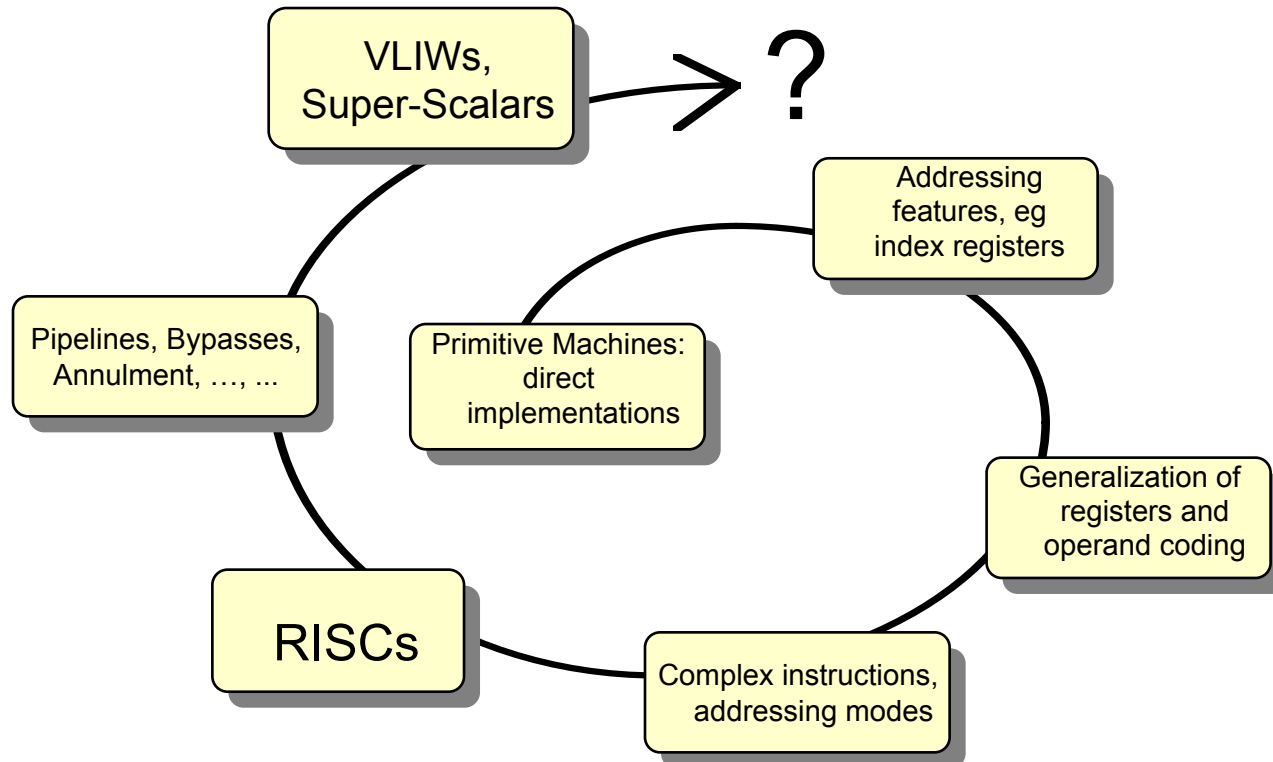 VLIWs,
Super-Scalars
?
Addressing
features, eg
index registers
Pipelines, Bypasses,
Annulment, …, ...
Primitive Machines:
direct
implementations
Generalization of
registers and
operand coding
RISCs
Complex instructions,
addressing modes